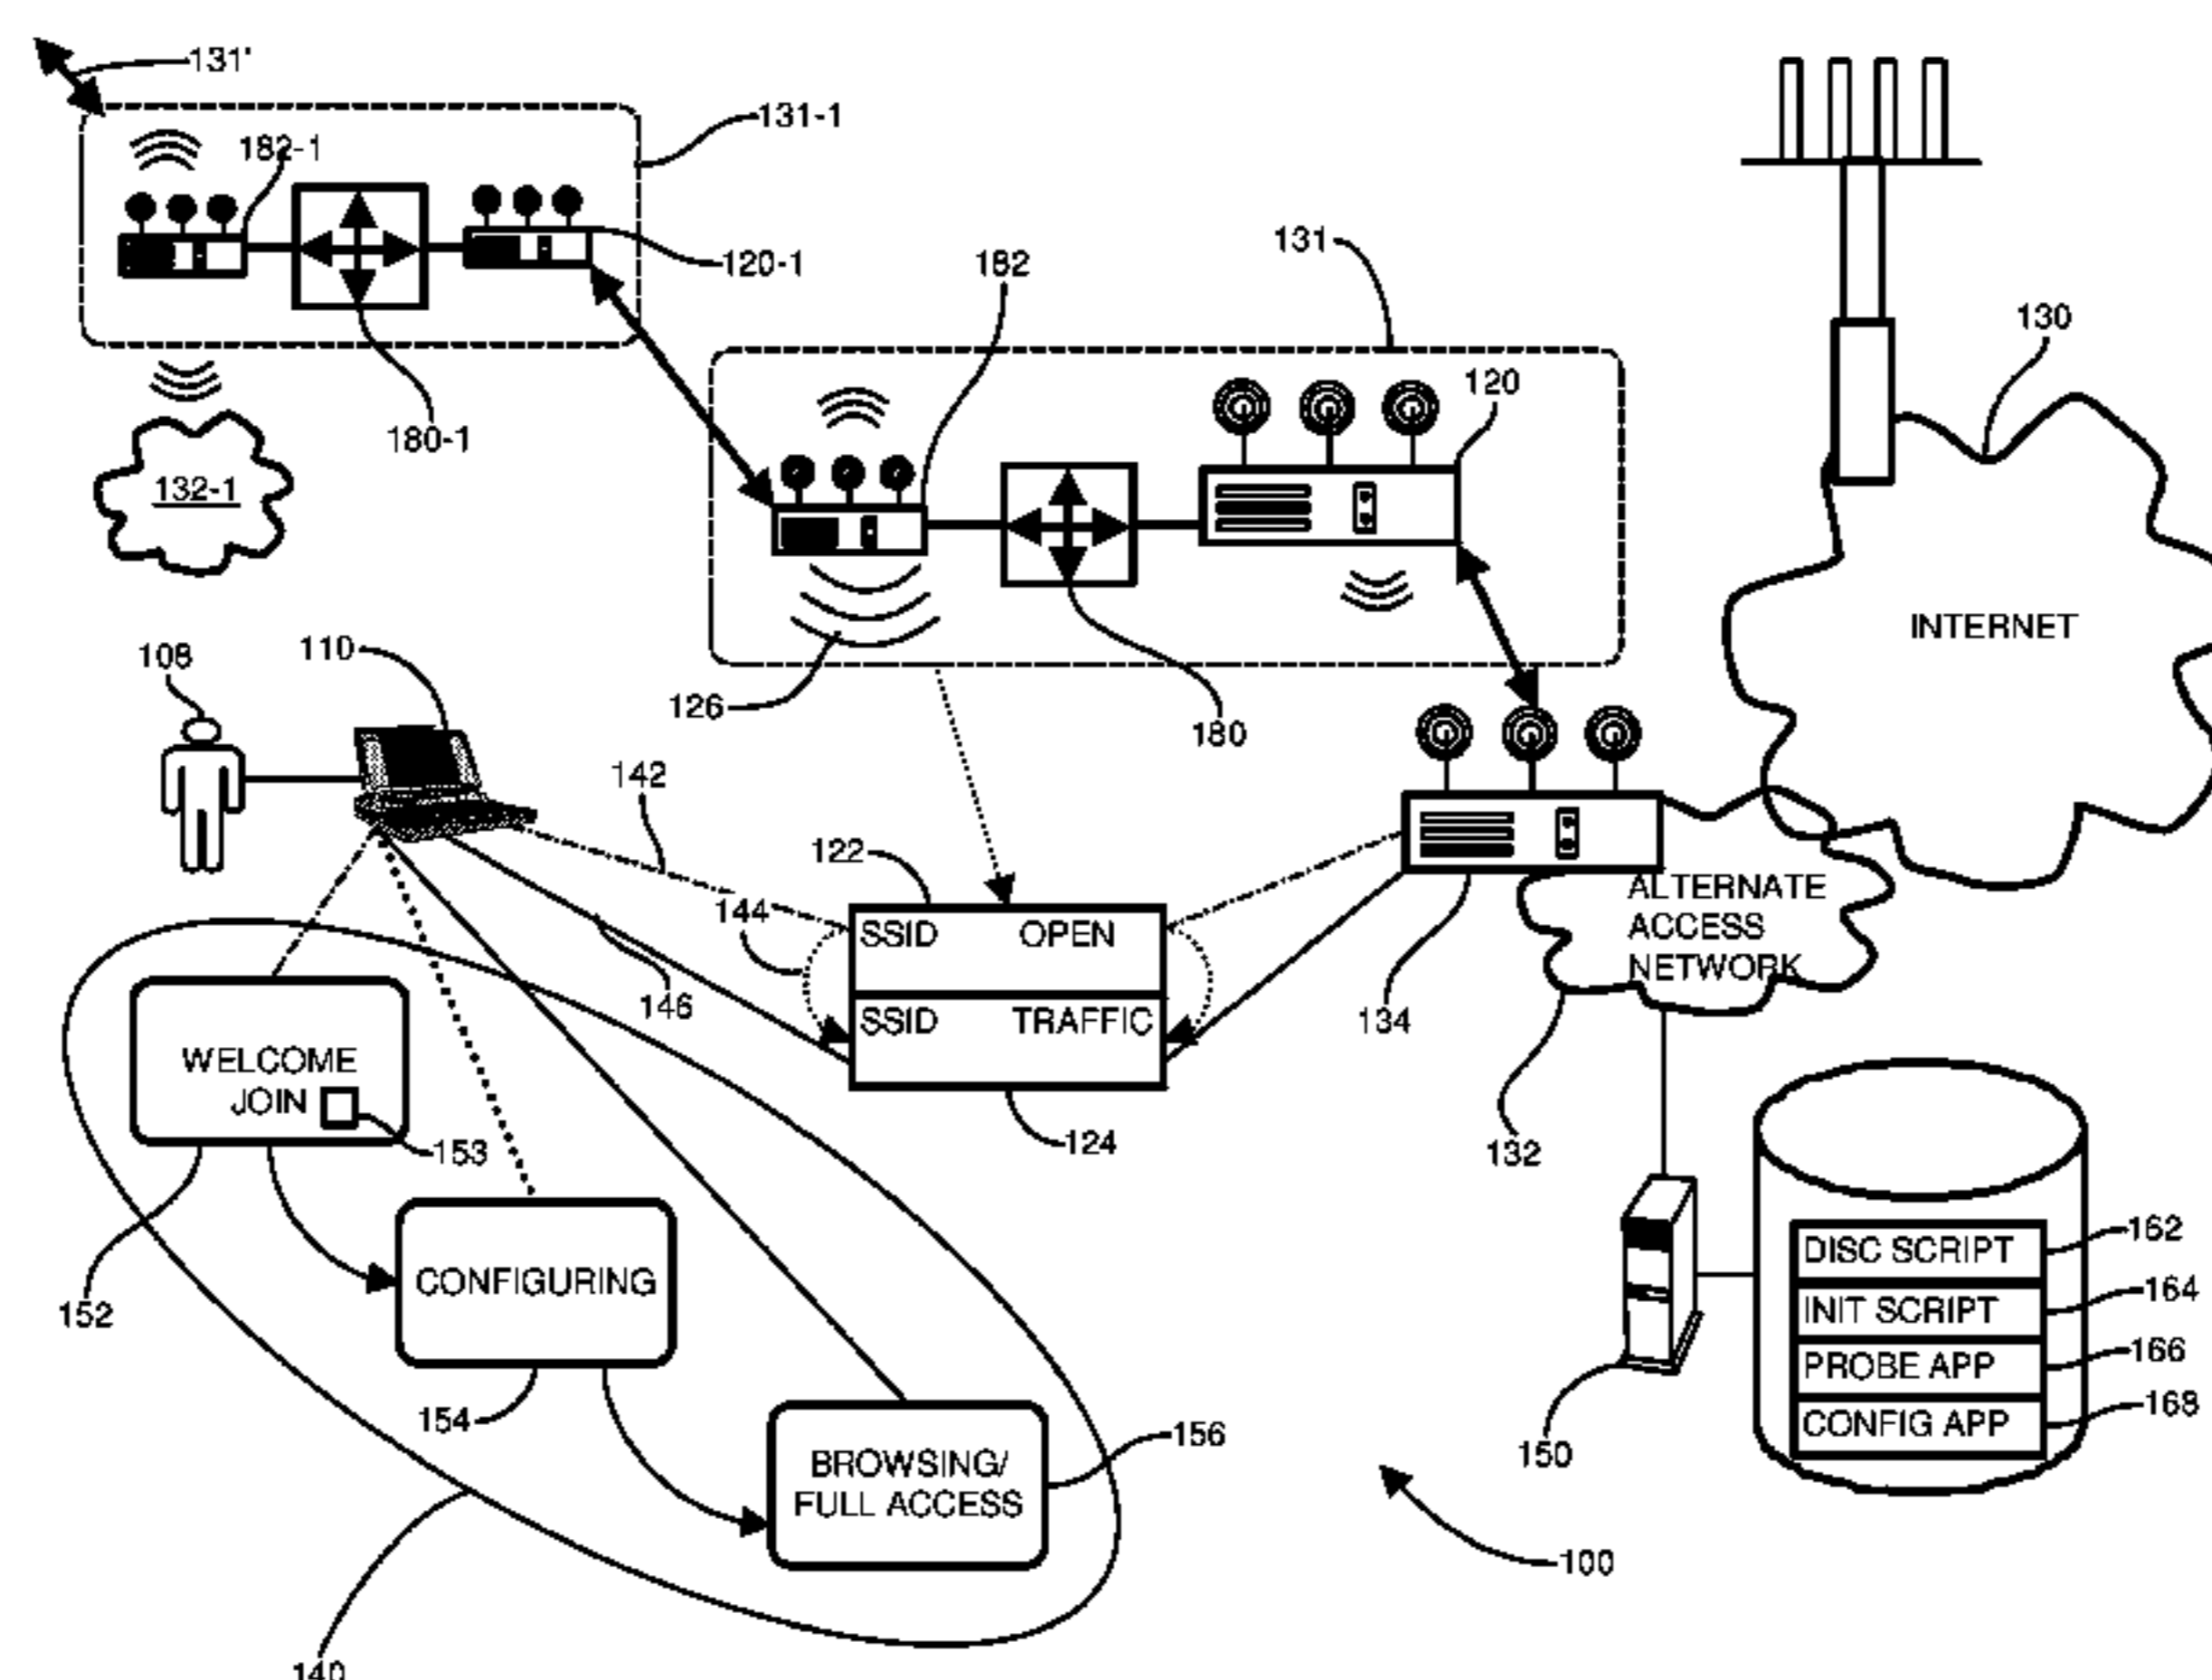 131'
131-1
182-1
120-1
182
131
130
120
180-1
132-1
INTERNET
108
110
126
180
142
122
144
SSID OPEN
ALTERNATE
ACCESS
NETWORK
146
SSID TRAFFIC
134
WELCOME
JOIN
153
124
132
152
CONFIGURING
154
DISC SCRIPT
162
INIT SCRIPT
164
PROBE APP
166
CONFIG APP
168
150
BROWSING/
FULL ACCESS
156
100
140